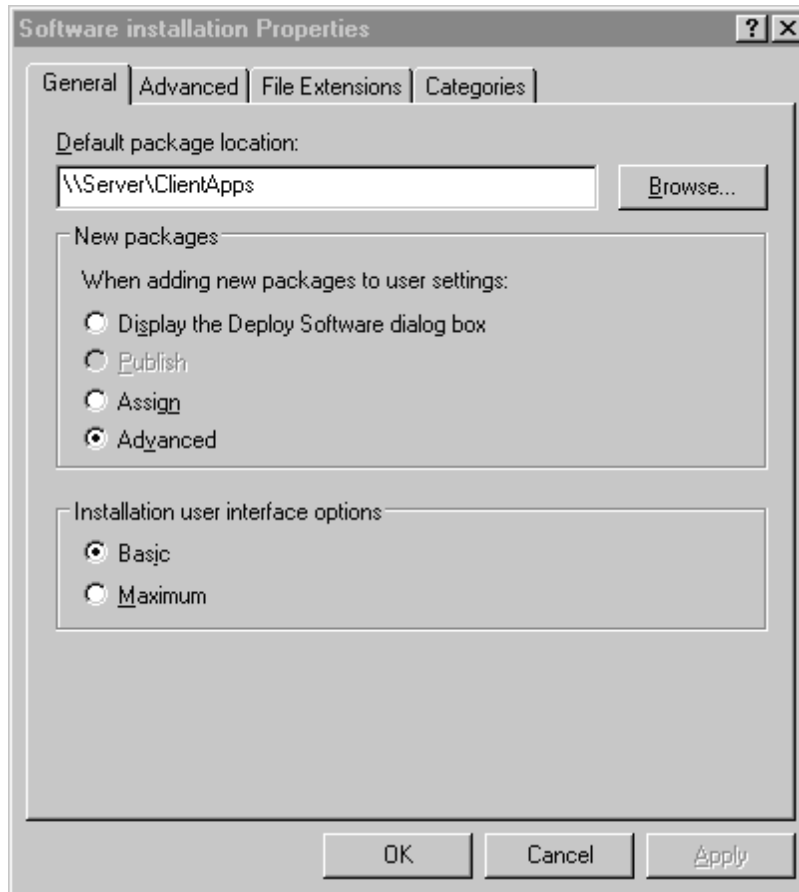 Software installation Properties
General Advanced File Extensions Categories
Default package location:
\\Server\ClientApps Browse...
New packages
When adding new packages to user settings:
Display the Deploy Software dialog box
Publish
Assign
Advanced
Installation user interface options
Basic
Maximum
OK Cancel Apply